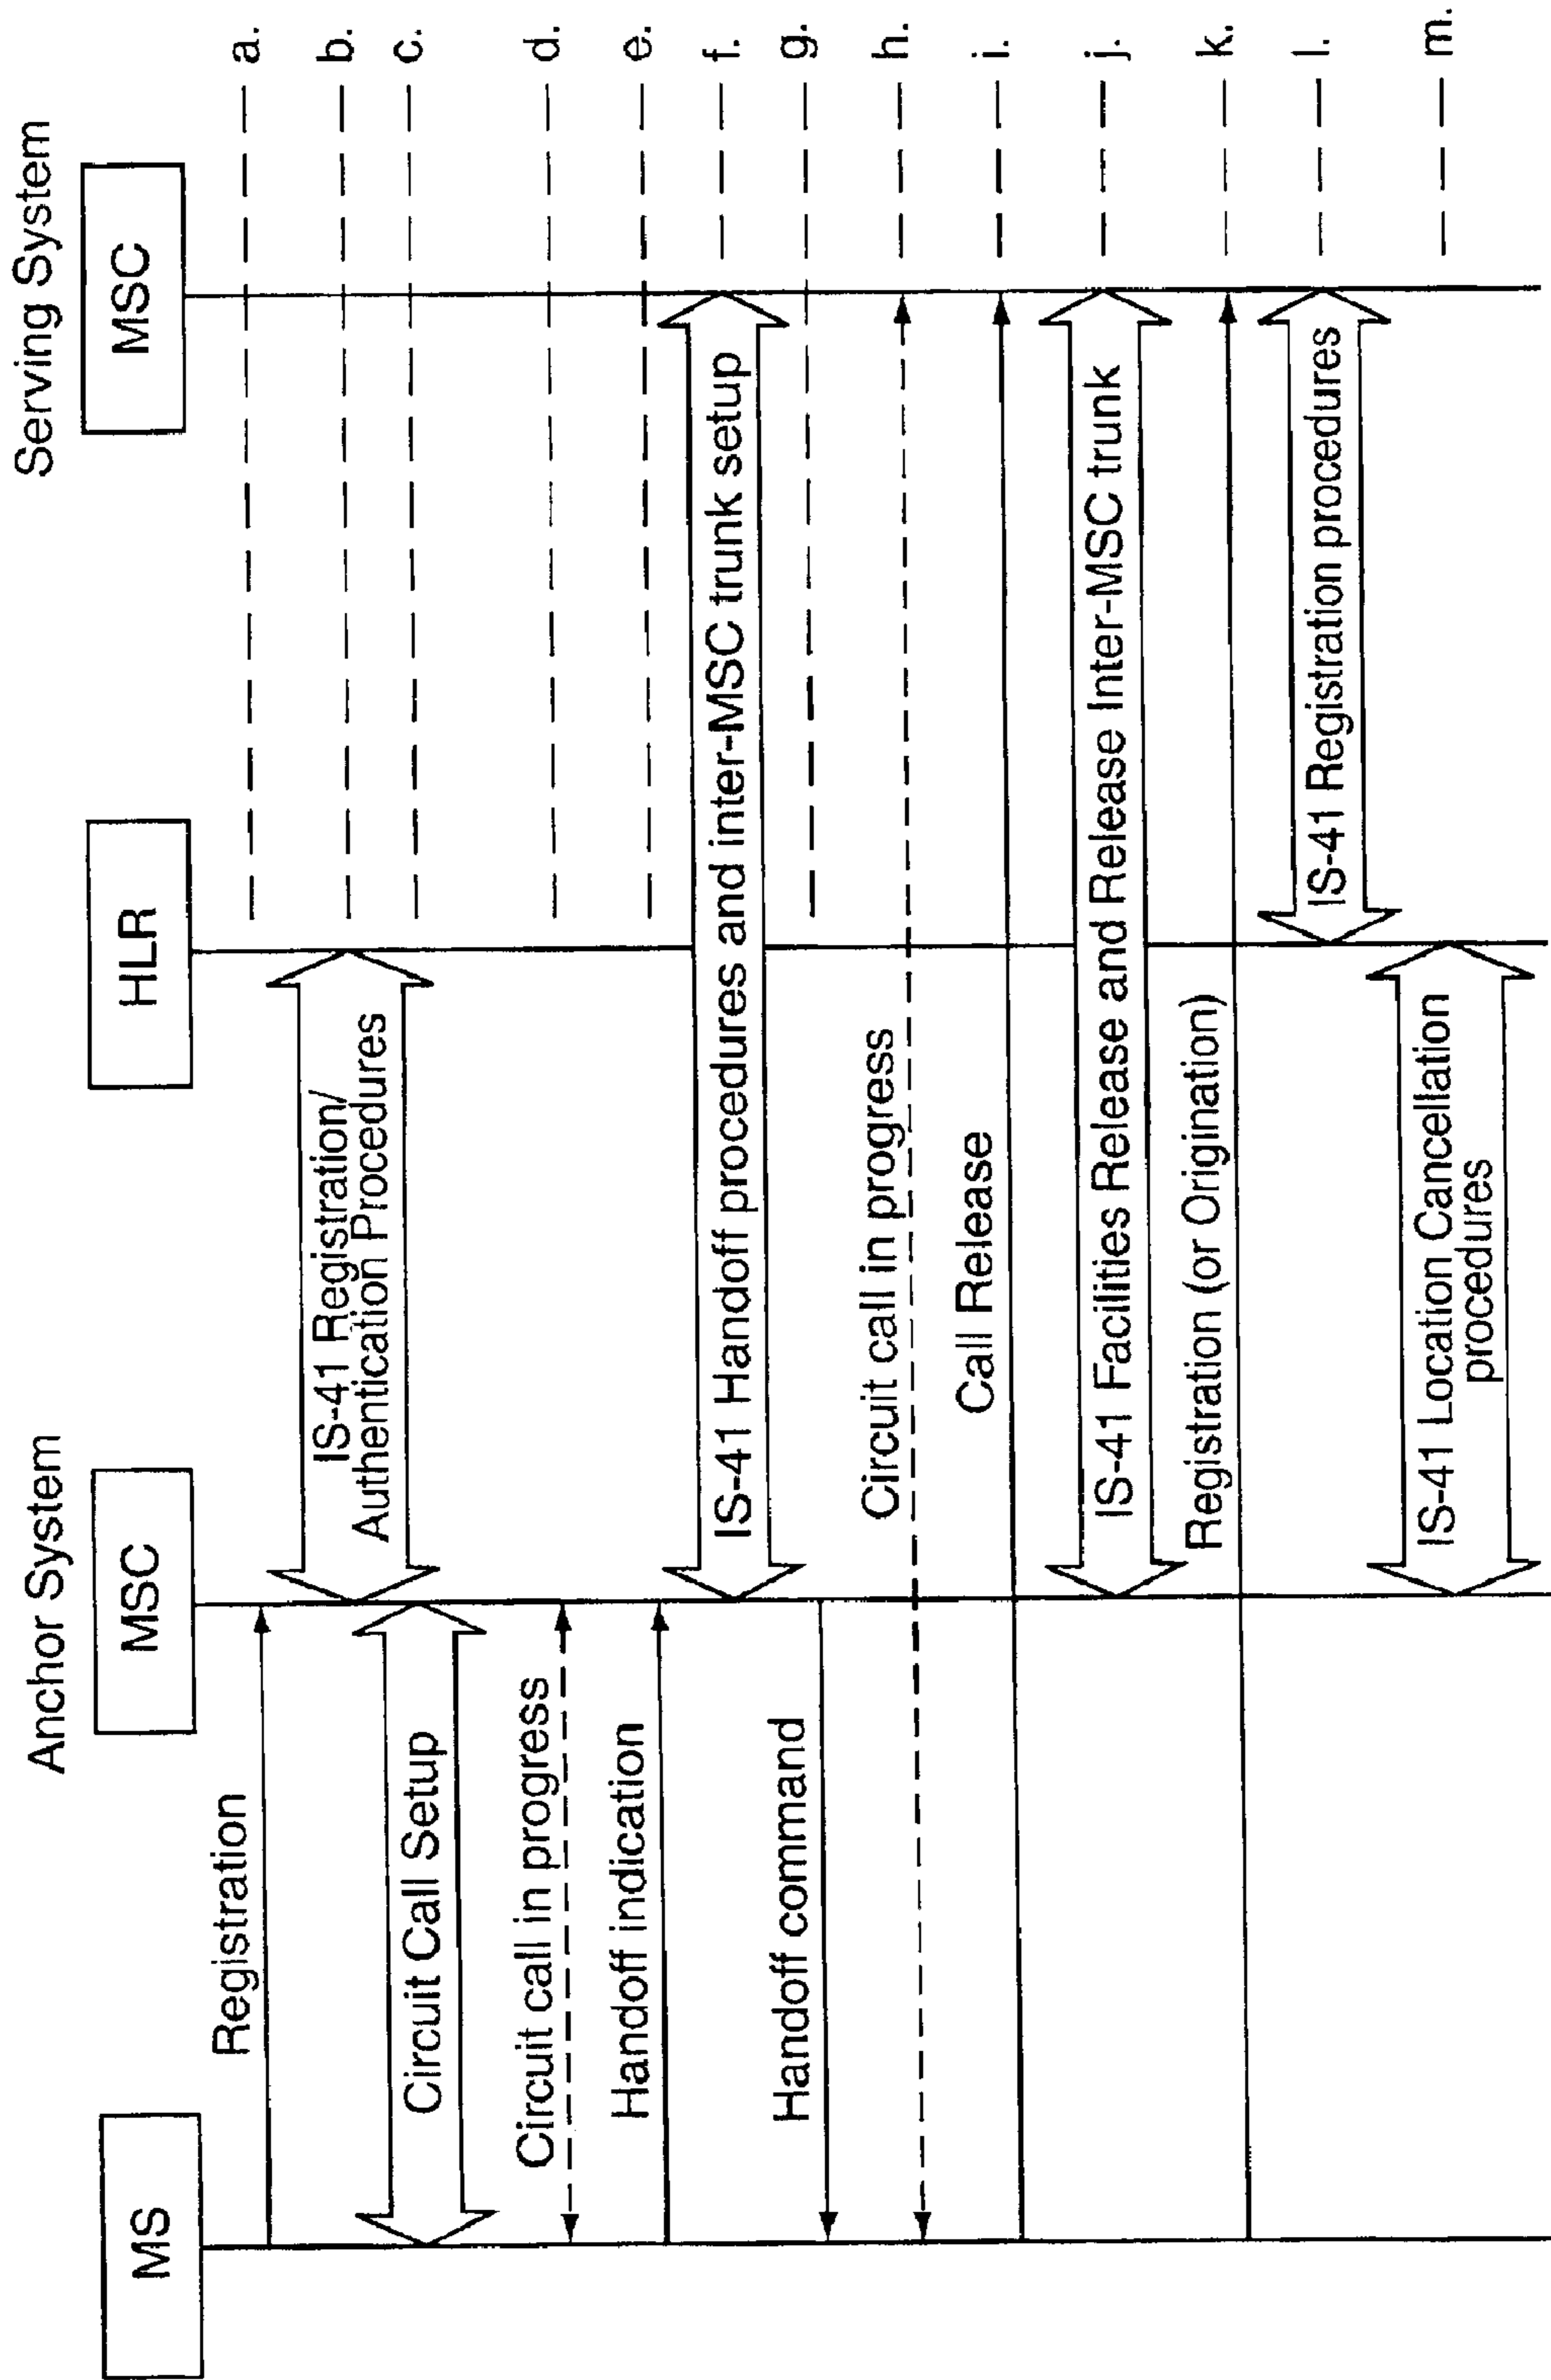 Anchor System
Serving System
MS
MSC
HLR
MSC
Registration
a.
IS-41 Registration/
Authentication Procedures
b.
Circuit Call Setup
c.
Circuit call in progress
d.
Handoff indication
e.
IS-41 Handoff procedures and inter-MSC trunk setup
f.
Handoff command
g.
Circuit call in progress
h.
Call Release
i.
IS-41 Facilities Release and Release Inter-MSC trunk
j.
Registration (or Origination)
k.
IS-41 Registration procedures
l.
IS-41 Location Cancellation
procedures
m.